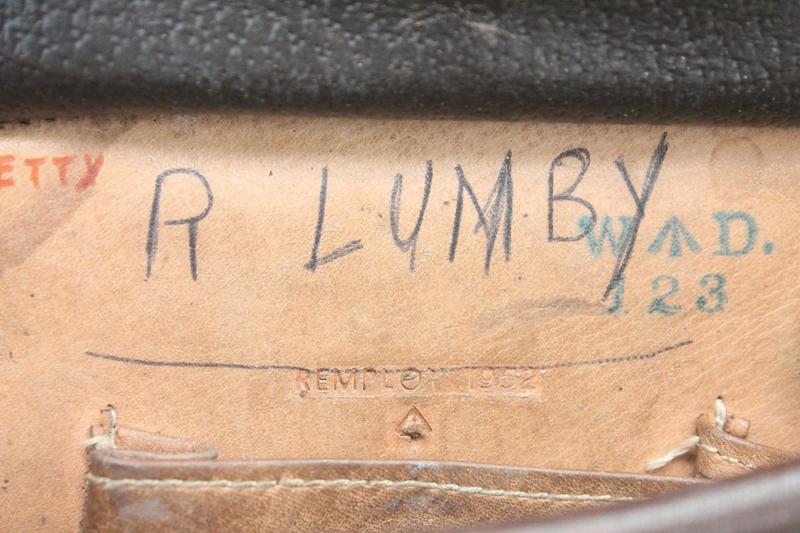 ETTY
R LUMBY
W D.
123
REMPLOY 1952